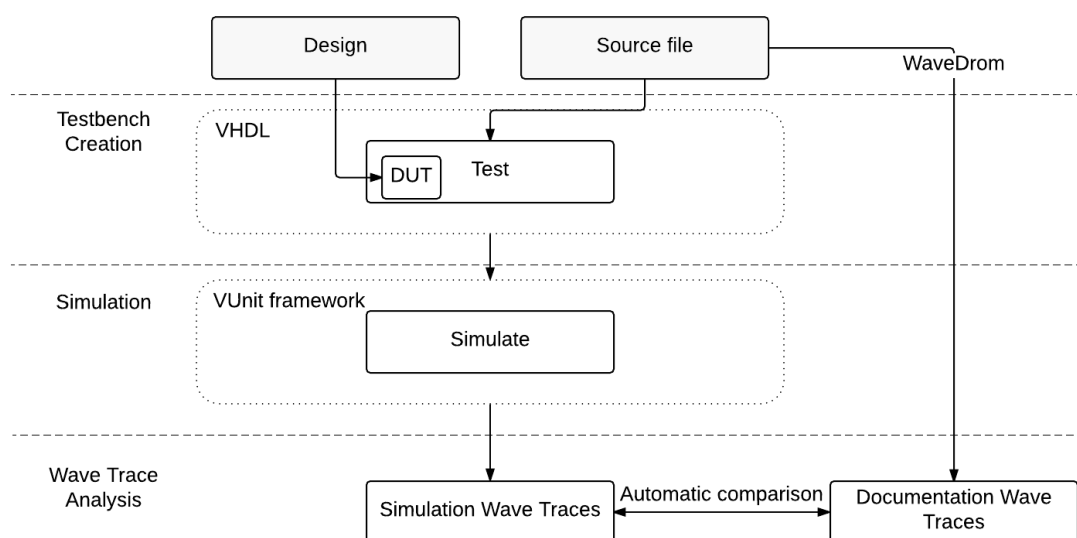 Design
Source file
WaveDrom
Testbench
Creation
VHDL
DUT
Test
Simulation
VUnit framework
Simulate
Wave Trace
Analysis
Simulation Wave Traces
Automatic comparison
Documentation Wave
Traces